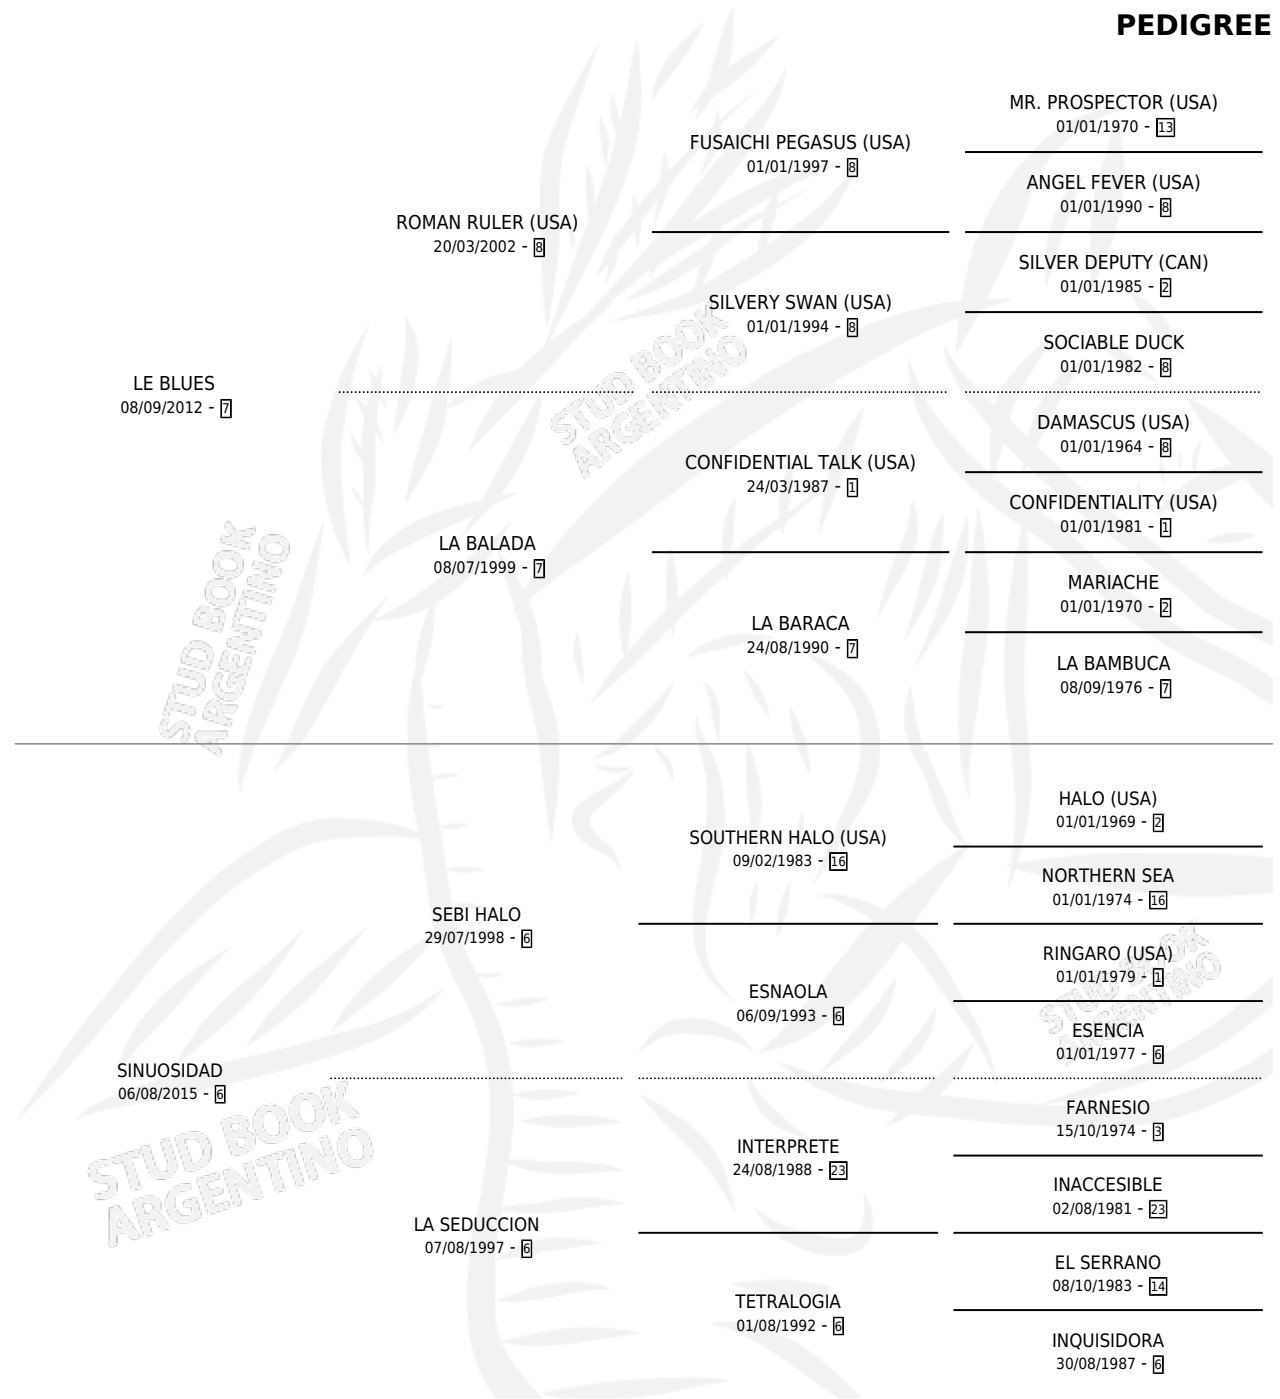 PEDIGREE
MR. PROSPECTOR (USA)
01/01/1970 - 13
FUSAICHI PEGASUS (USA)
01/01/1997 - 8
ANGEL FEVER (USA)
01/01/1990 - 8
ROMAN RULER (USA)
20/03/2002 - 8
SILVER DEPUTY (CAN)
01/01/1985 - 2
SILVERY SWAN (USA)
01/01/1994 - 8
SOCIABLE DUCK
01/01/1982 - 8
LE BLUES
08/09/2012 - 7
DAMASCUS (USA)
01/01/1964 - 8
CONFIDENTIAL TALK (USA)
24/03/1987 - 1
CONFIDENTIALITY (USA)
01/01/1981 - 1
LA BALADA
08/07/1999 - 7
MARIACHE
01/01/1970 - 2
LA BARACA
24/08/1990 - 7
LA BAMBUCA
08/09/1976 - 7
HALO (USA)
01/01/1969 - 2
SOUTHERN HALO (USA)
09/02/1983 - 16
NORTHERN SEA
01/01/1974 - 16
SEBI HALO
29/07/1998 - 6
RINGARO (USA)
01/01/1979 - 1
ESNAOLA
06/09/1993 - 6
ESENCIA
01/01/1977 - 6
SINUOSIDAD
06/08/2015 - 6
FARNESIO
15/10/1974 - 3
INTERPRETE
24/08/1988 - 23
INACCESIBLE
02/08/1981 - 23
LA SEDUCCION
07/08/1997 - 6
EL SERRANO
08/10/1983 - 14
TETRALOGIA
01/08/1992 - 6
INQUISIDORA
30/08/1987 - 6
STUD BOOK
ARGENTINO
STUD BOOK
ARGENTINO
STUD BOOK
ARGENTINO
STUD BOOK
ARGENTINO